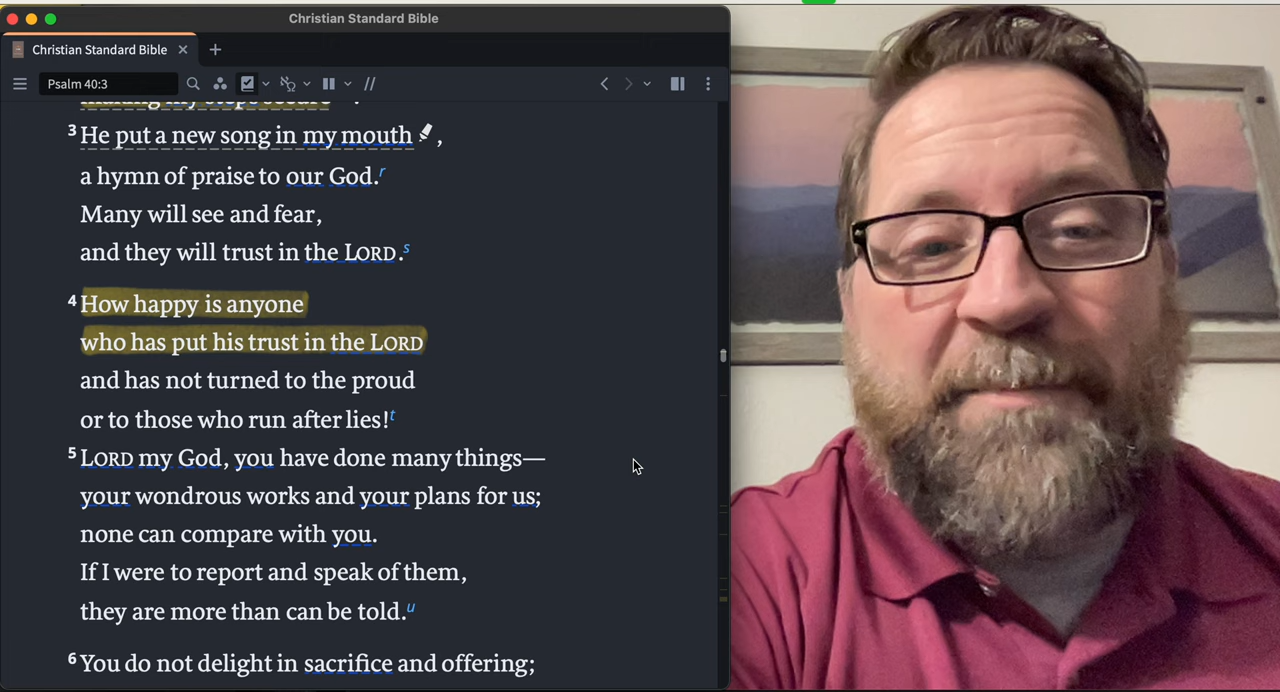 Christian Standard Bible
Christian Standard Bible
Psalm 40:3
making my steps secure
3 He put a new song in my mouth ,
a hymn of praise to our God.r
Many will see and fear,
and they will trust in the LORD.s
4 How happy is anyone
who has put his trust in the LORD
and has not turned to the proud
or to those who run after lies!t
5 LORD my God, you have done many things—
your wondrous works and your plans for us;
none can compare with you.
If I were to report and speak of them,
they are more than can be told.u
6 You do not delight in sacrifice and offering;